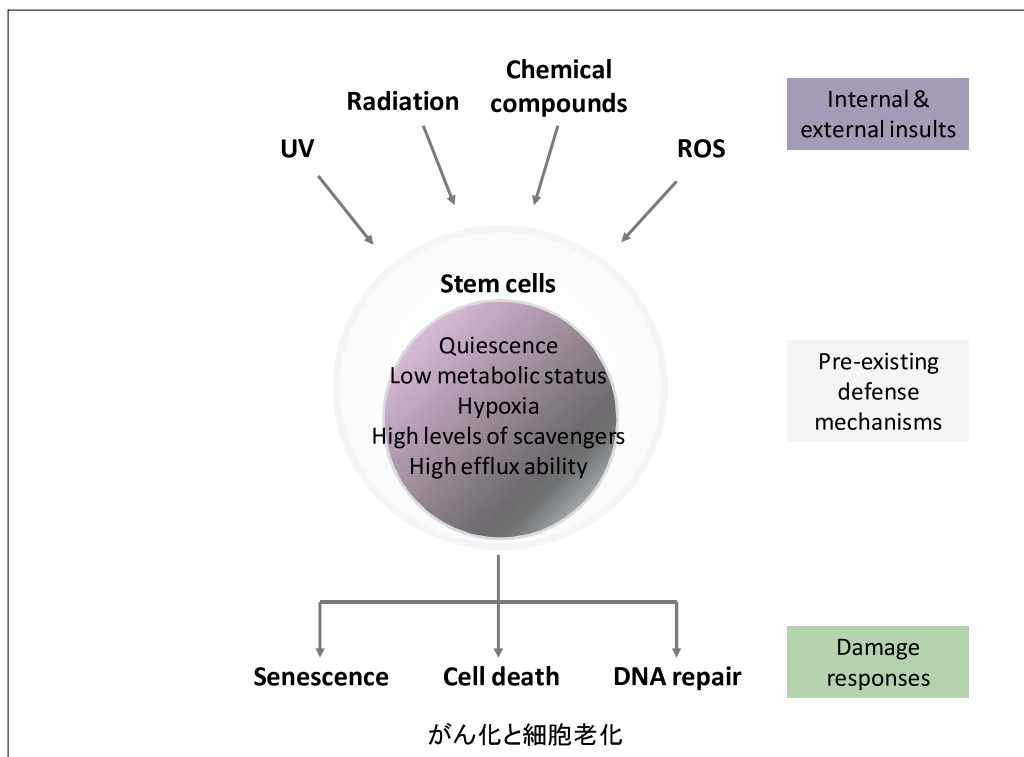 Chemical
compounds
Radiation
UV
ROS
Internal &
external insults
Stem cells
Quiescence
Low metabolic status
Hypoxia
High levels of scavengers
High efflux ability
Pre-existing
defense
mechanisms
Senescence
Cell death
DNA repair
Damage
responses
がん化と細胞老化